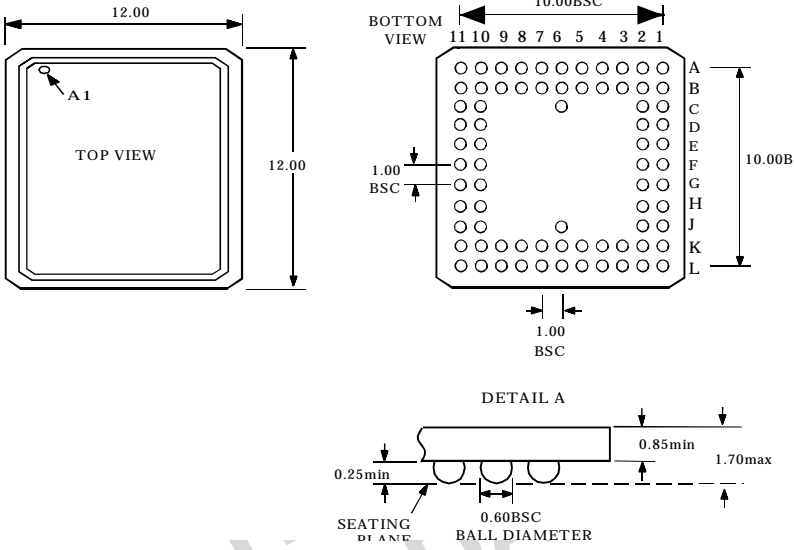 12.00
A1
TOP VIEW
12.00
10.00BSC
BOTTOM
VIEW
11 10 9 8 7 6 5 4 3 2 1
A
B
C
D
E
F
G
H
J
K
L
1.00
BSC
10.00B
1.00
BSC
DETAIL A
0.85min
1.70max
0.25min
0.60BSC
BALL DIAMETER
SEATING
PLANE